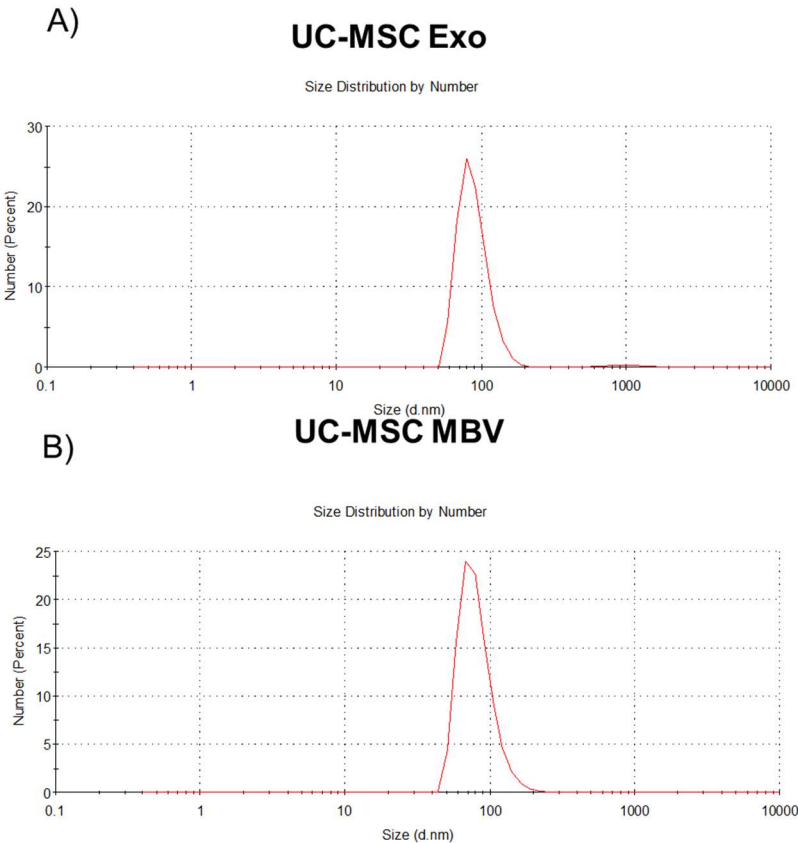 A)
UC-MSC Exo
Size Distribution by Number
Number (Percent)
30
20
10
0
0.1 1 10 100 1000 10000
Size (d.nm)
B)
UC-MSC MBV
Size Distribution by Number
Number (Percent)
25
20
15
10
5
0
0.1 1 10 100 1000 10000
Size (d.nm)